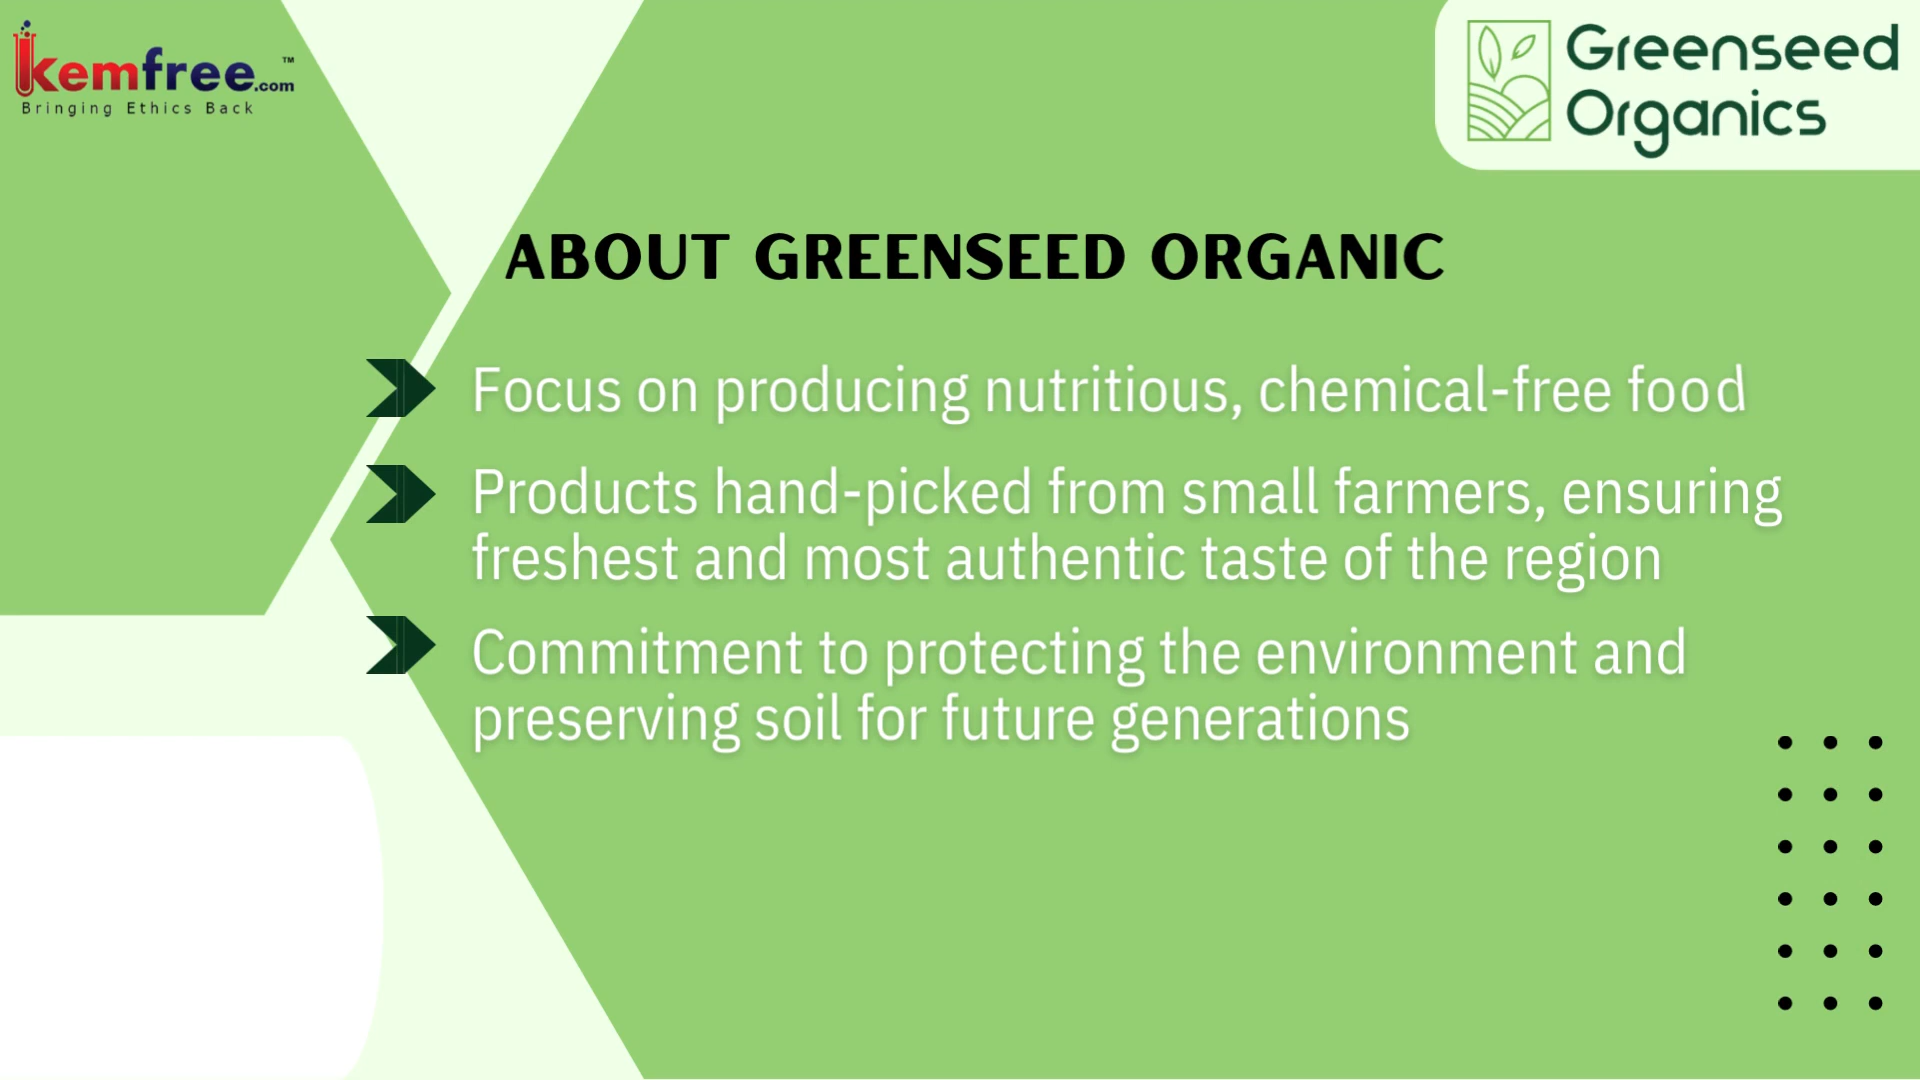 kemfree.com™
Bringing Ethics Back
Greenseed
Organics
ABOUT GREENSEED ORGANIC
Focus on producing nutritious, chemical-free food
Products hand-picked from small farmers, ensuring
freshest and most authentic taste of the region
Commitment to protecting the environment and
preserving soil for future generations